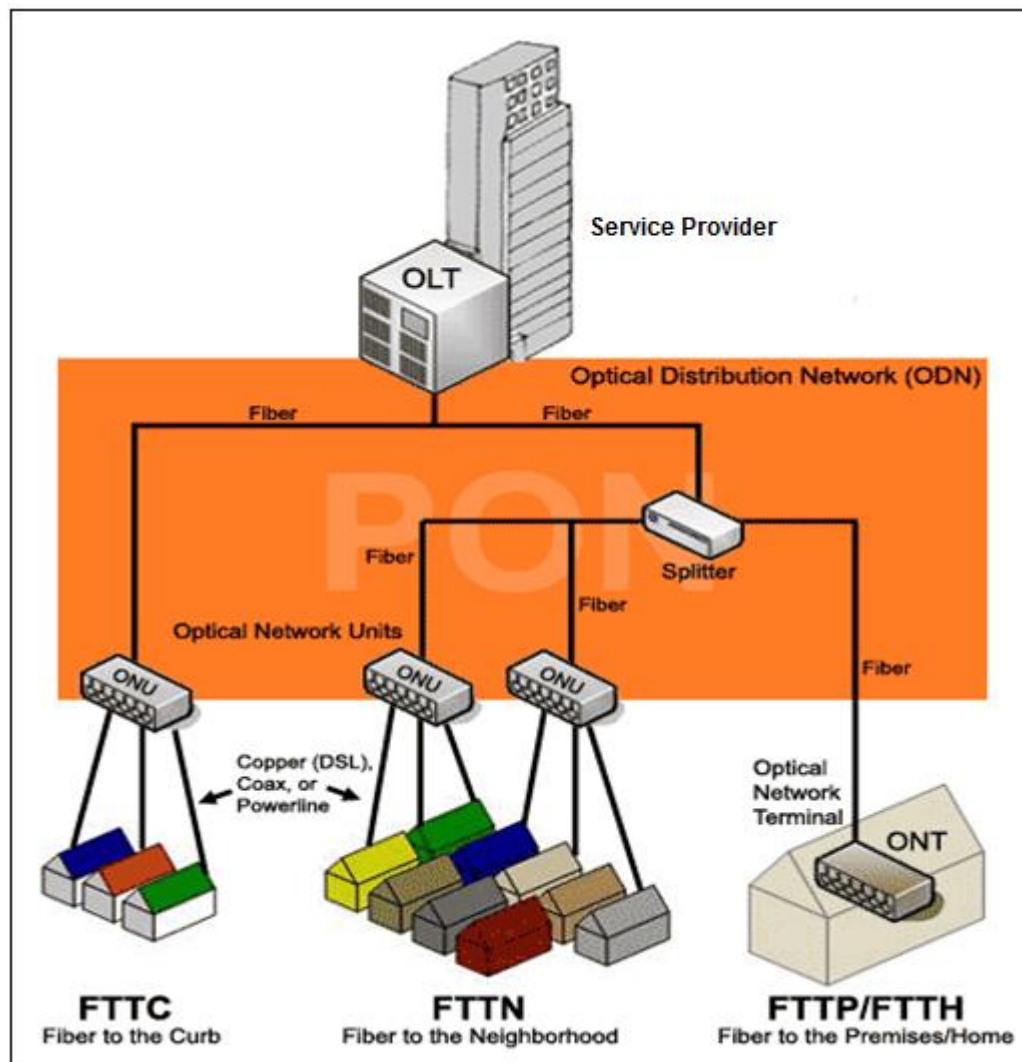 Service Provider
OLT
Optical Distribution Network (ODN)
Fiber
Fiber
PON
Splitter
Fiber
Fiber
Optical Network Units
Fiber
ONU
ONU
ONU
Copper (DSL),
Coax, or
Powerline
Optical
Network
Terminal
ONT
FTTC
Fiber to the Curb
FTTN
Fiber to the Neighborhood
FTTP/FTTH
Fiber to the Premises/Home